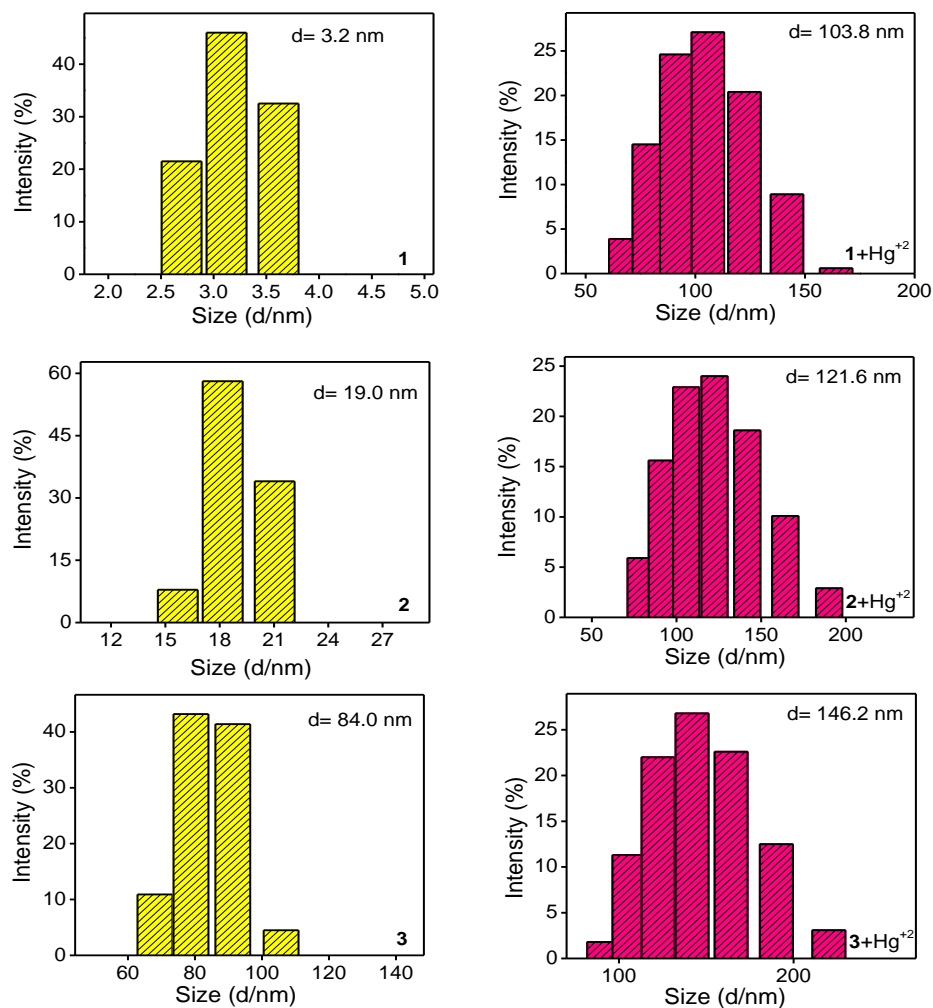 d= 3.2 nm
Intensity (%)
40
20
0
1
2.0 2.5 3.0 3.5 4.0 4.5 5.0
Size (d/nm)
d= 103.8 nm
Intensity (%)
25
20
15
10
5
0
1+Hg+2
50 100 150 200
Size (d/nm)
d= 19.0 nm
Intensity (%)
60
45
30
15
0
2
12 15 18 21 24 27
Size (d/nm)
d= 121.6 nm
Intensity (%)
25
20
15
10
5
0
2+Hg+2
50 100 150 200
Size (d/nm)
d= 84.0 nm
Intensity (%)
40
30
20
10
0
3
60 80 100 120 140
Size (d/nm)
d= 146.2 nm
Intensity (%)
25
20
15
10
5
0
3+Hg+2
100 200
Size (d/nm)